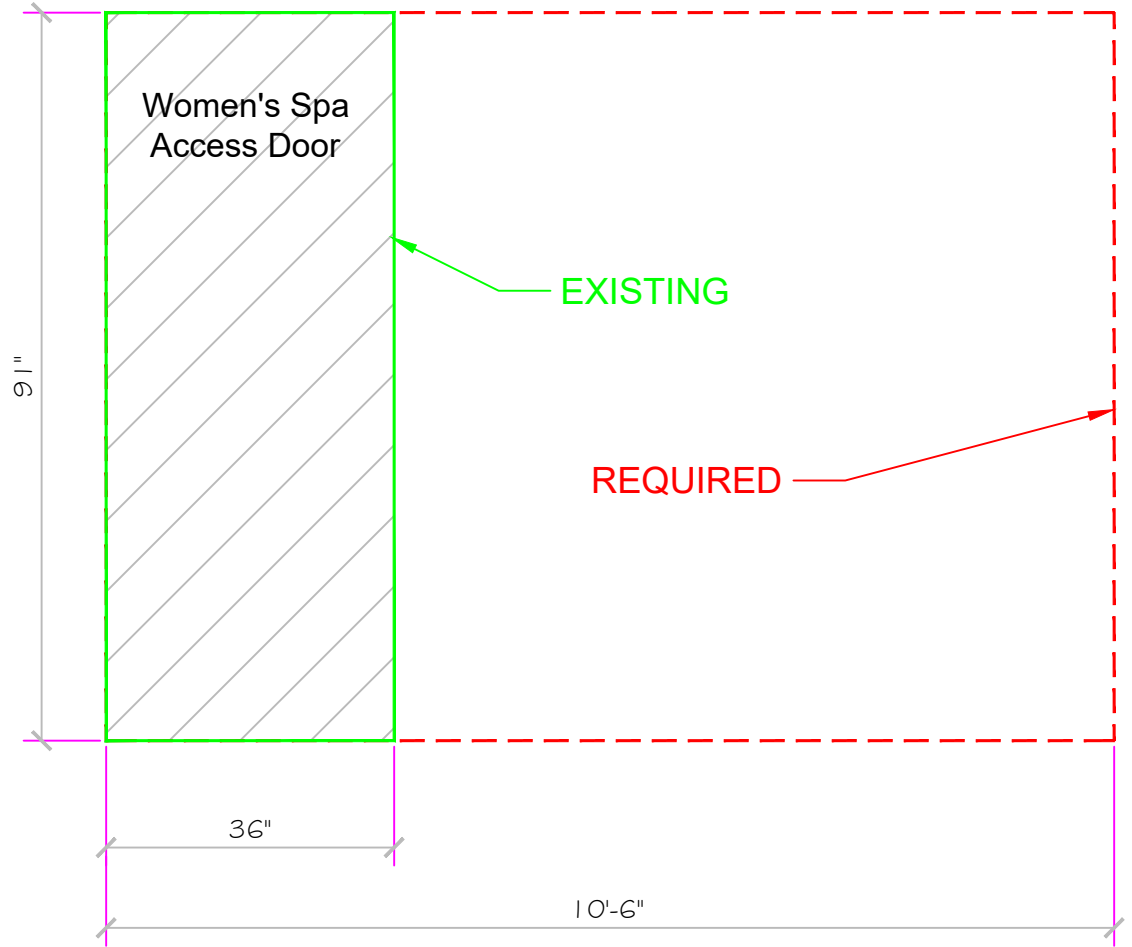 Women's Spa
Access Door
EXISTING
91"
REQUIRED
36"
10'-6"